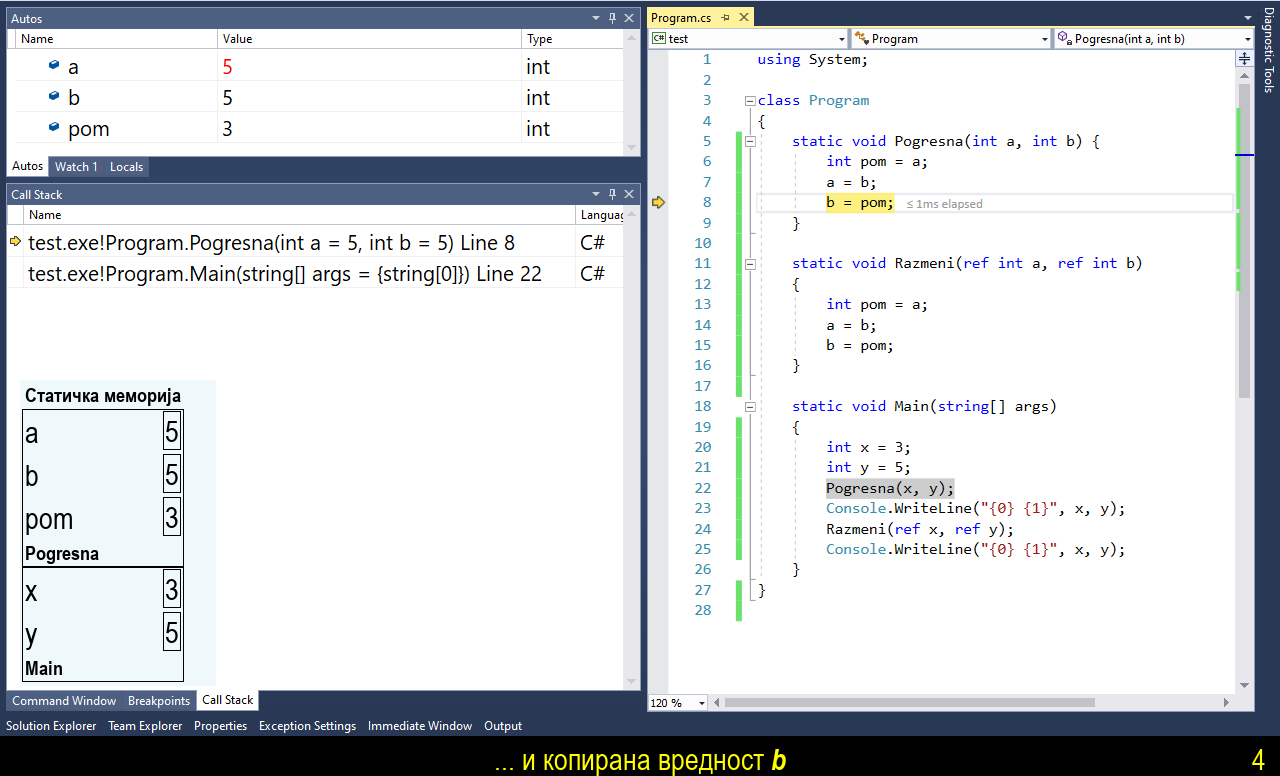 Autos
Name Value Type
a 5 int
b 5 int
pom 3 int
Autos Watch 1 Locals
Call Stack
Name Langua
test.exe!Program.Pogresna(int a = 5, int b = 5) Line 8 C#
test.exe!Program.Main(string[] args = {string[0]}) Line 22 C#
Статичка меморија
a 5
b 5
pom 3
Pogresna
x 3
y 5
Main
Command Window Breakpoints Call Stack
Solution Explorer Team Explorer Properties Exception Settings Immediate Window Output
Program.cs
C# test Program Pogresna(int a, int b)
1 using System;
2
3 class Program
4 {
5 static void Pogresna(int a, int b) {
6 int pom = a;
7 a = b;
8 b = pom; ≤ 1ms elapsed
9 }
10
11 static void Razmeni(ref int a, ref int b)
12 {
13 int pom = a;
14 a = b;
15 b = pom;
16 }
17
18 static void Main(string[] args)
19 {
20 int x = 3;
21 int y = 5;
22 Pogresna(x, y);
23 Console.WriteLine("{0} {1}", x, y);
24 Razmeni(ref x, ref y);
25 Console.WriteLine("{0} {1}", x, y);
26 }
27 }
28
120 %
Diagnostic Tools
... и копирана вредност b 4